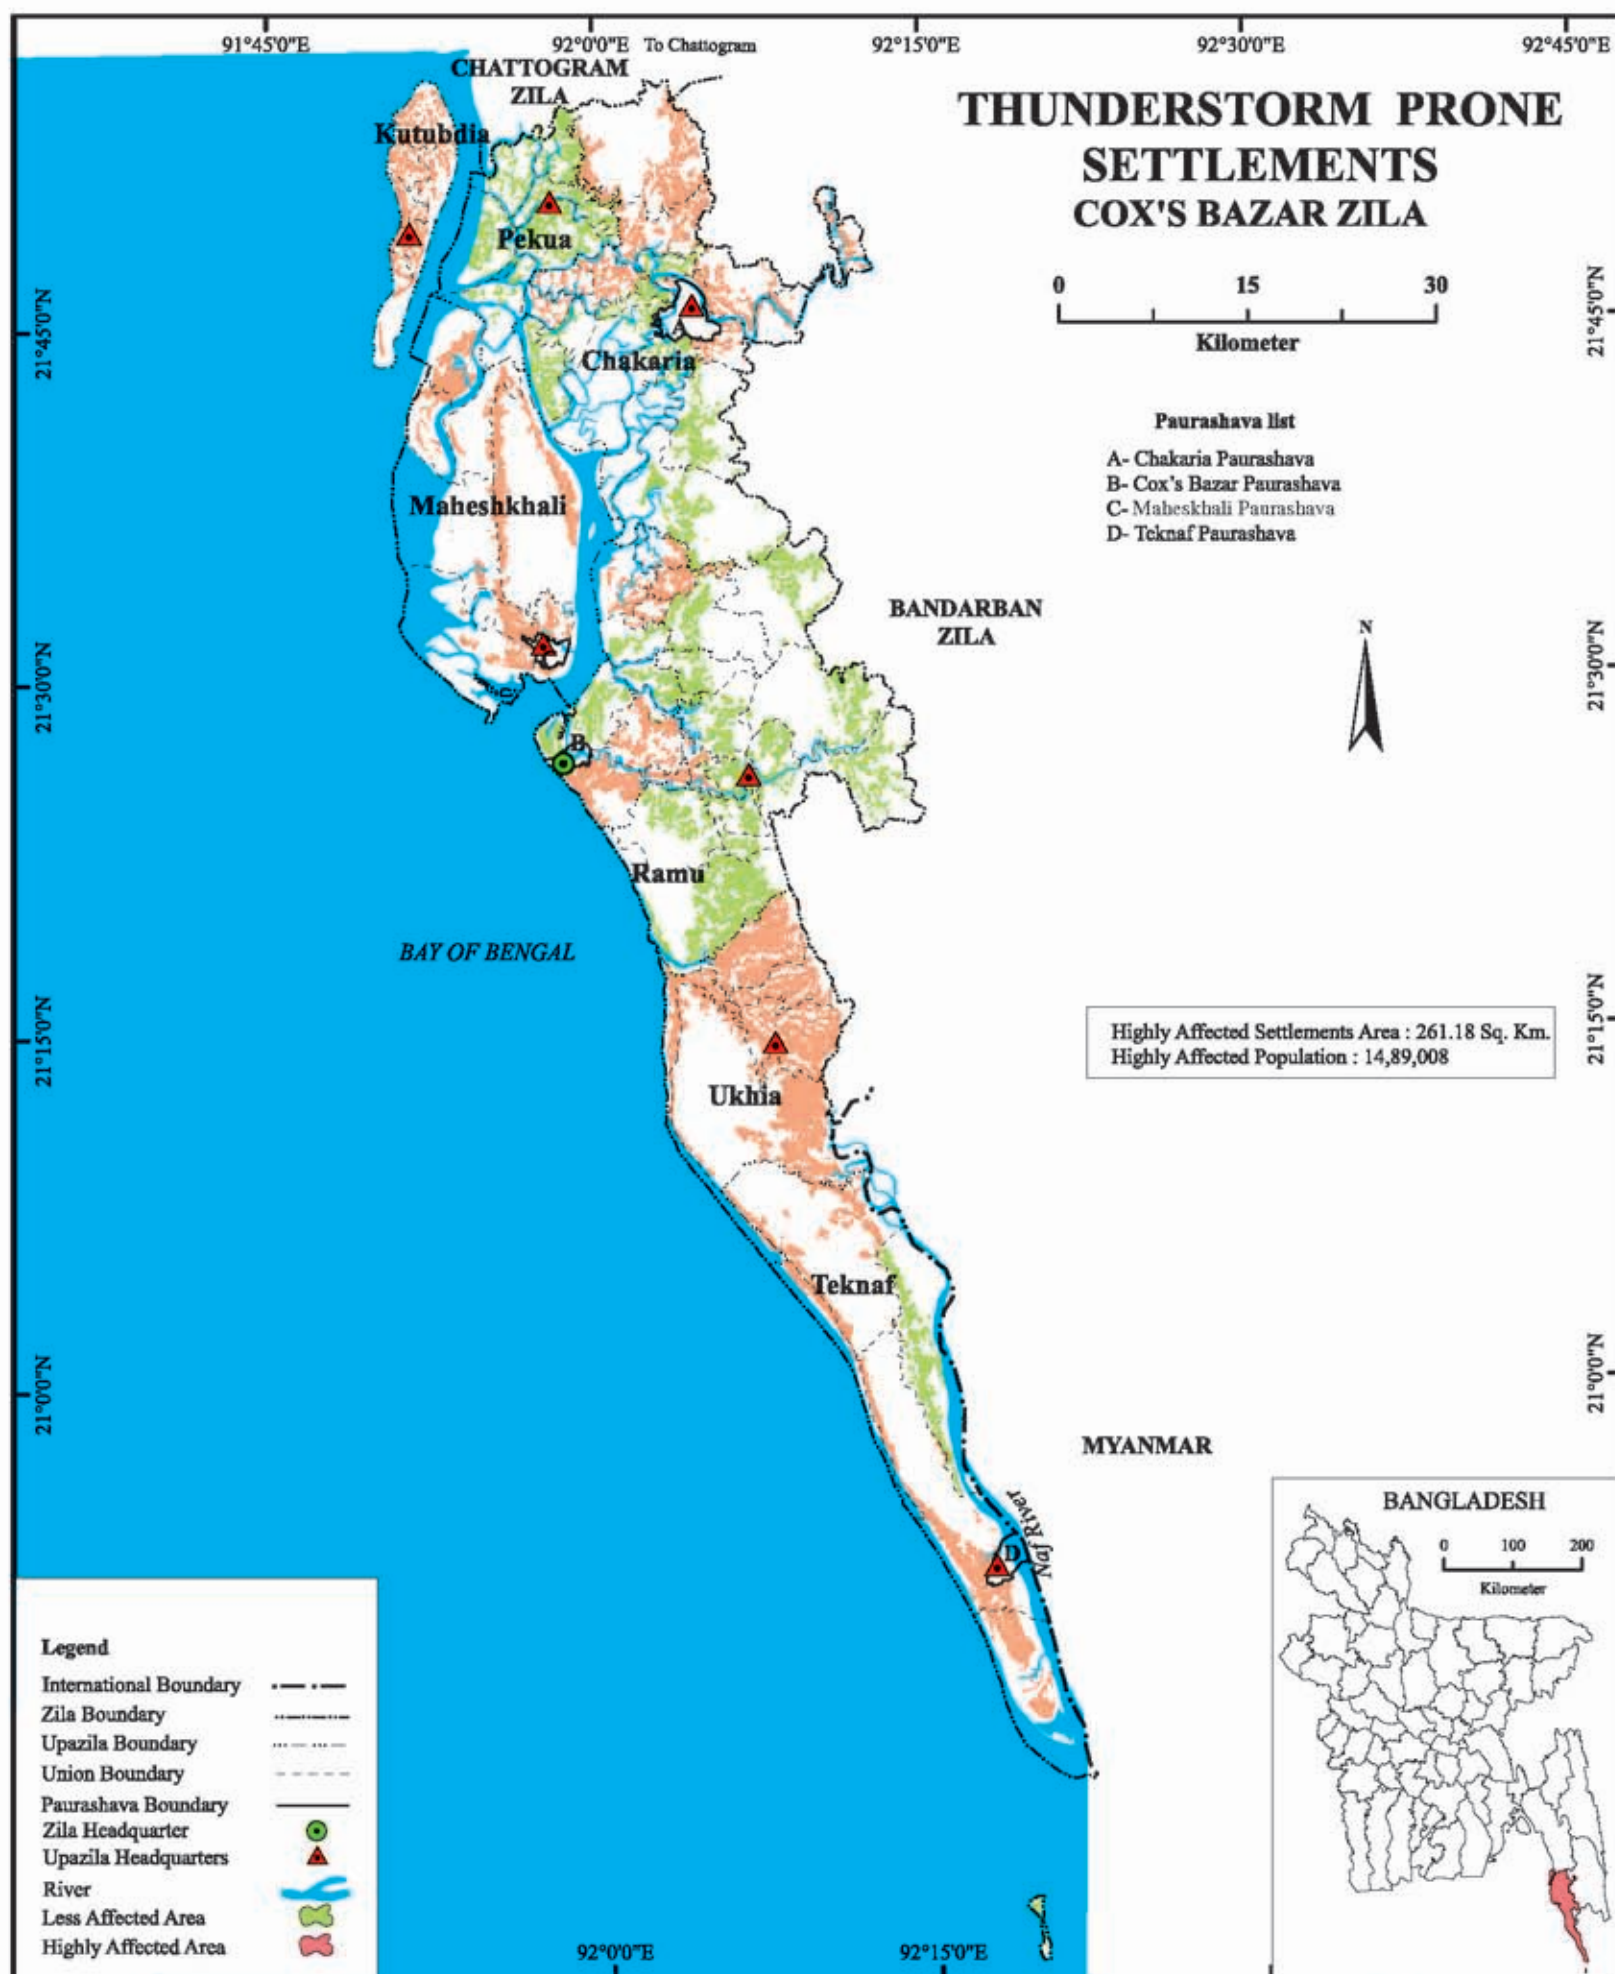 91°45'0"E
92°0'0"E
To Chattogram
92°15'0"E
92°30'0"E
92°45'0"E
CHATTOGRAM
ZILA
THUNDERSTORM PRONE
SETTLEMENTS
COX'S BAZAR ZILA
Kutubdia
Pekua
0 15 30
Kilometer
21°45'0"N
21°45'0"N
A
Chakaria
Paurashava list
A- Chakaria Paurashava
B- Cox's Bazar Paurashava
C- Maheskhali Paurashava
D- Teknaf Paurashava
Maheshkhali
BANDARBAN
ZILA
N
21°30'0"N
21°30'0"N
C
B
Ramu
BAY OF BENGAL
21°15'0"N
21°15'0"N
Highly Affected Settlements Area : 261.18 Sq. Km.
Highly Affected Population : 14,89,008
Ukhia
Teknaf
21°0'0"N
21°0'0"N
MYANMAR
Naf River
D
BANGLADESH
0 100 200
Kilometer
Legend
International Boundary
Zila Boundary
Upazila Boundary
Union Boundary
Paurashava Boundary
Zila Headquarter
Upazila Headquarters
River
Less Affected Area
Highly Affected Area
92°0'0"E
92°15'0"E